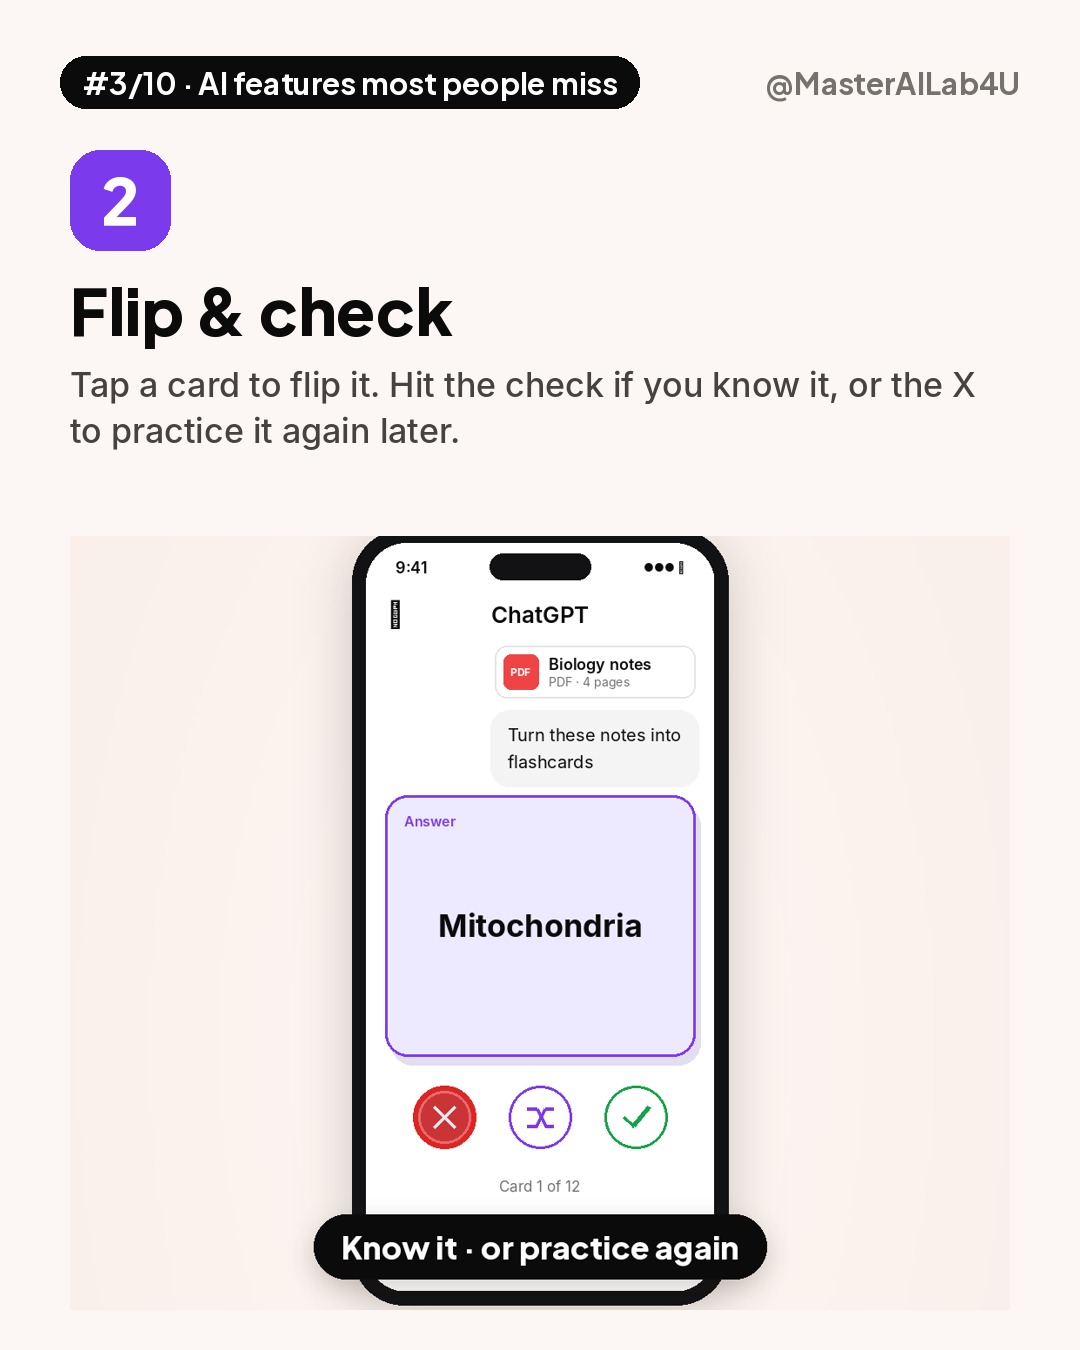 #3/10 · AI features most people miss
@MasterAILab4U
2
Flip & check
Tap a card to flip it. Hit the check if you know it, or the X
to practice it again later.
9:41
ChatGPT
PDF
Biology notes
PDF · 4 pages
Turn these notes into
flashcards
Answer
Mitochondria
Card 1 of 12
Know it · or practice again